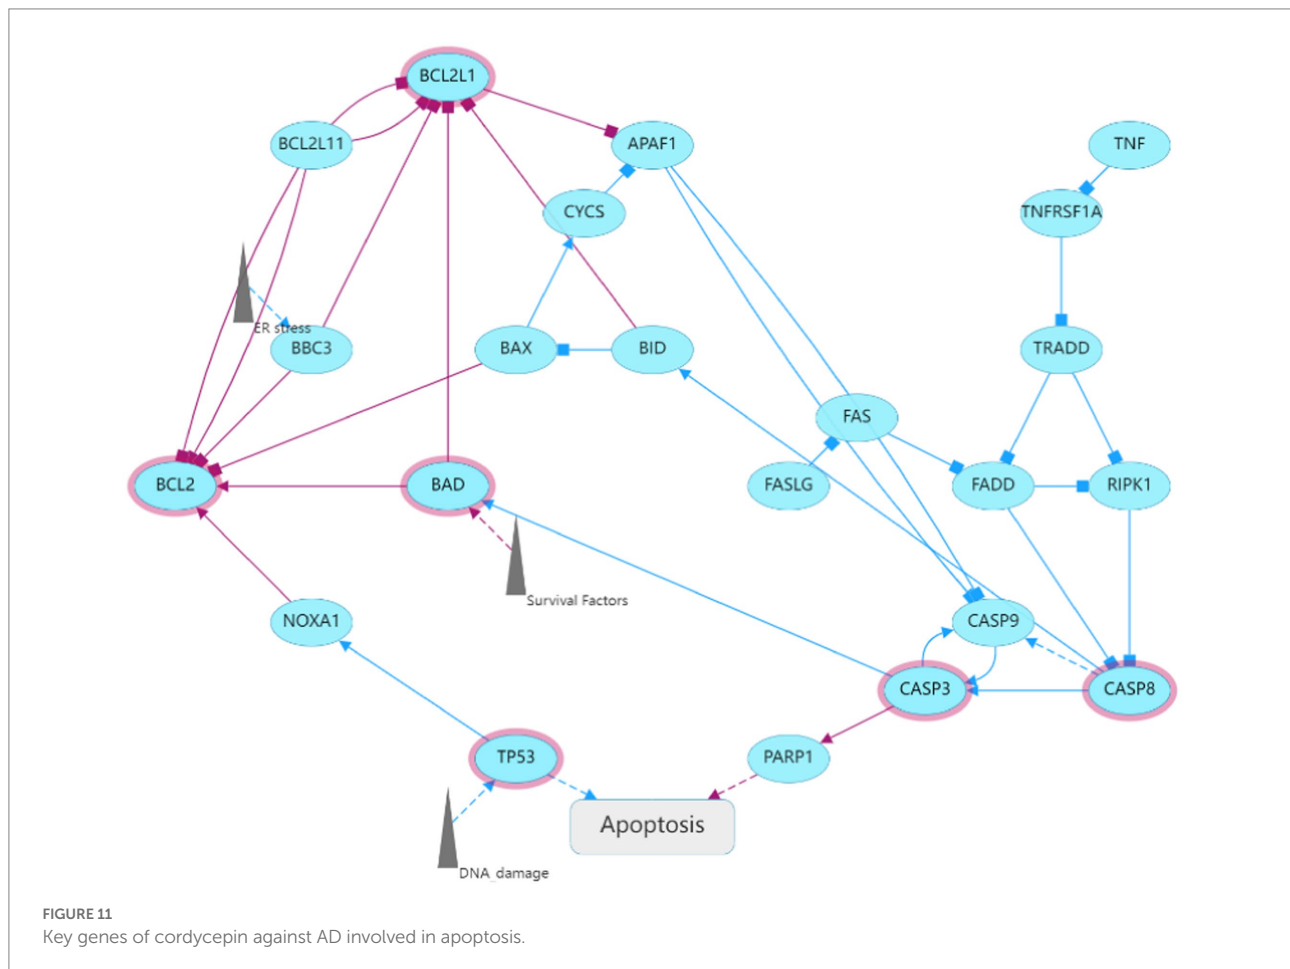 BCL2L1
BCL2L11
APAF1
TNF
CYCS
TNFRSF1A
ER stress
BBC3
BAX
BID
TRADD
FAS
BCL2
BAD
FASLG
FADD
RIPK1
Survival Factors
NOXA1
CASP9
CASP3
CASP8
TP53
PARP1
Apoptosis
DNA_damage
FIGURE 11
Key genes of cordycepin against AD involved in apoptosis.